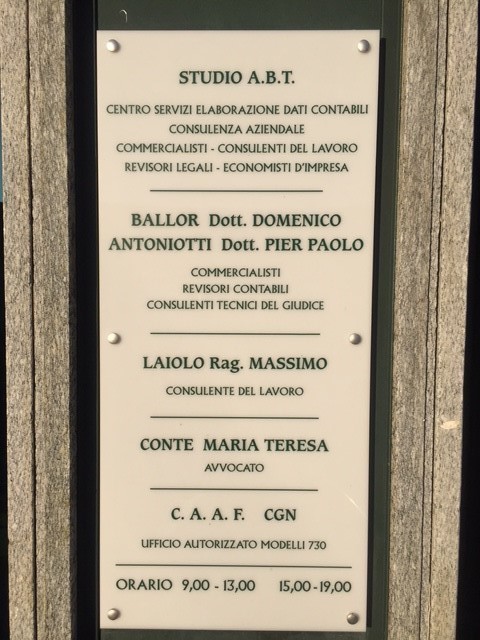 STUDIO A.B.T.
CENTRO SERVIZI ELABORAZIONE DATI CONTABILI
CONSULENZA AZIENDALE
COMMERCIALISTI - CONSULENTI DEL LAVORO
REVISORI LEGALI - ECONOMISTI D'IMPRESA
BALLOR Dott. DOMENICO
ANTONIOTTI Dott. PIER PAOLO
COMMERCIALISTI
REVISORI CONTABILI
CONSULENTI TECNICI DEL GIUDICE
LAIOLO Rag. MASSIMO
CONSULENTE DEL LAVORO
CONTE MARIA TERESA
AVVOCATO
C. A. A. F. CGN
UFFICIO AUTORIZZATO MODELLI 730
ORARIO 9,00 - 13,00 15,00 - 19,00